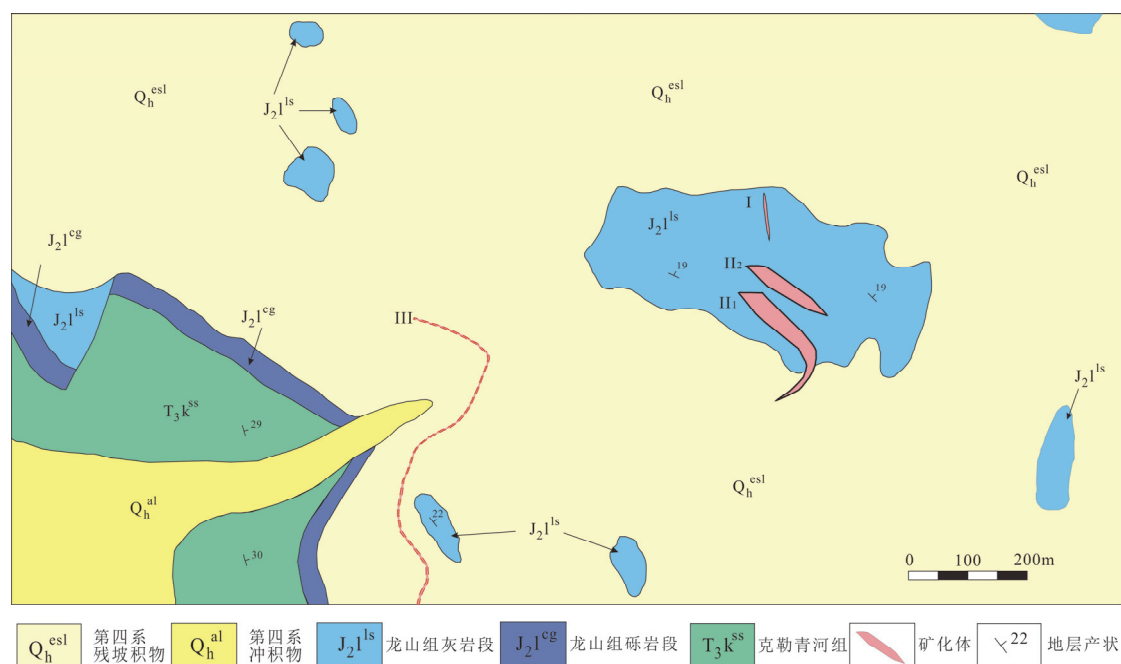 Qh^esl
J₂l^ls
Qh^esl
Qh^esl
J₂l^cg
J₂l^ls
I
II₂
II₁
19
19
J₂l^ls
J₂l^cg
III
T₃k^ss
29
J₂l^ls
Qh^al
22
J₂l^ls
Qh^esl
30
0 100 200m
Qh^esl 第四系残坡积物 Qh^al 第四系冲积物 J₂l^ls 龙山组灰岩段 J₂l^cg 龙山组砾岩段 T₃k^ss 克勒青河组 矿化体 22 地层产状